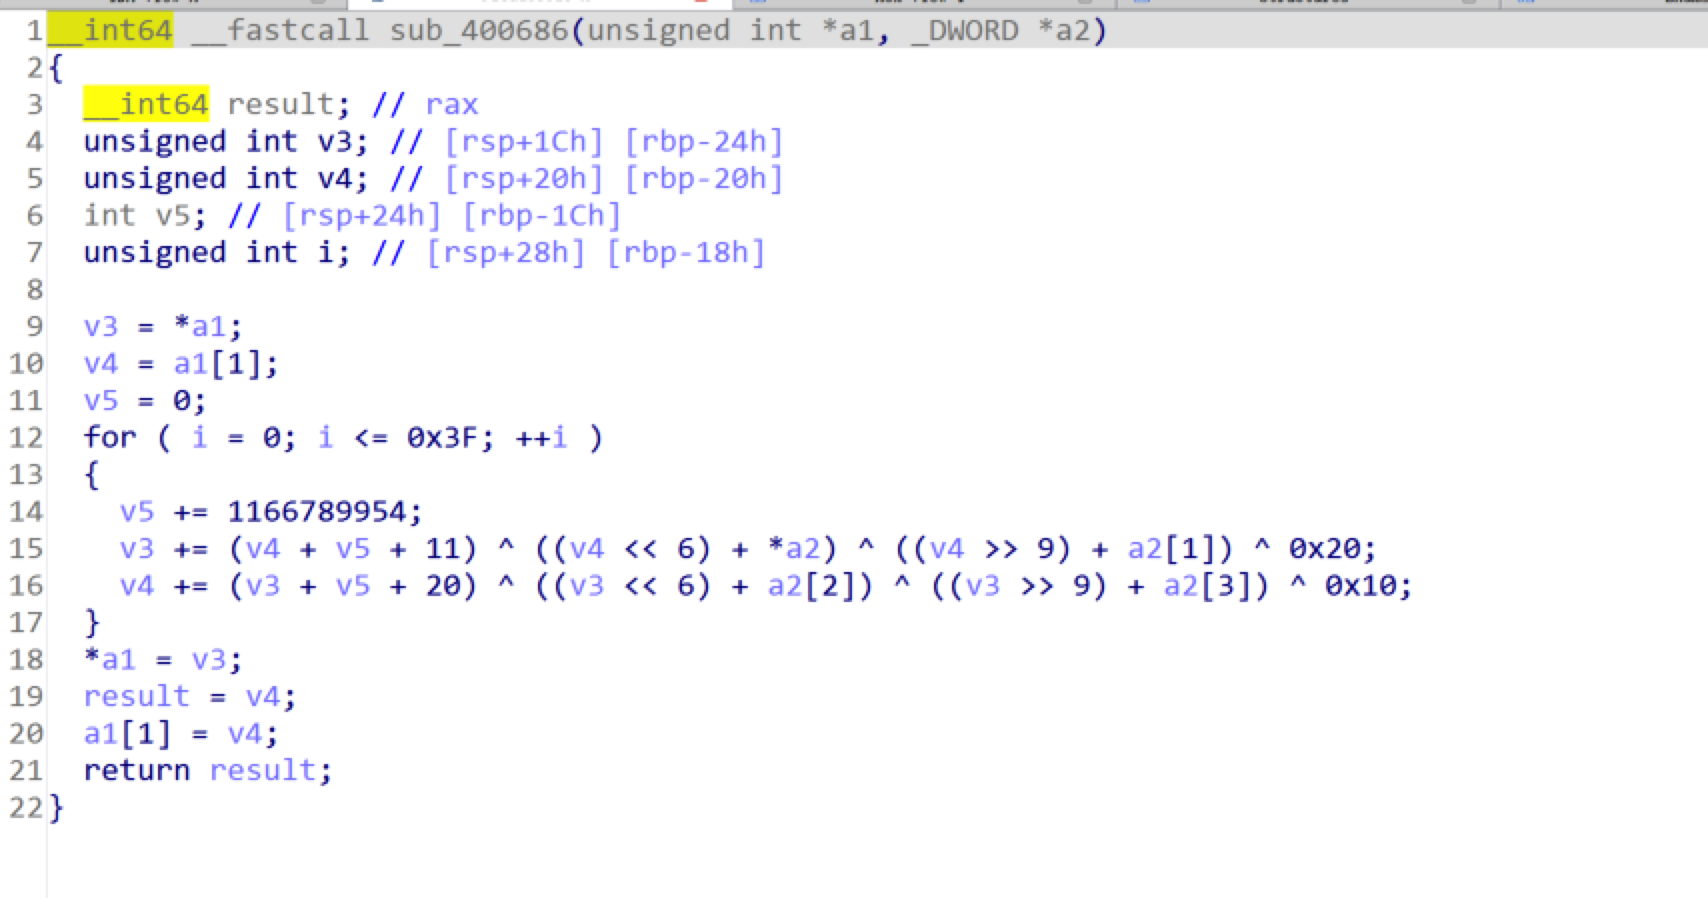 1 __int64 __fastcall sub_400686(unsigned int *a1, _DWORD *a2)
2 {
3   __int64 result; // rax
4   unsigned int v3; // [rsp+1Ch] [rbp-24h]
5   unsigned int v4; // [rsp+20h] [rbp-20h]
6   int v5; // [rsp+24h] [rbp-1Ch]
7   unsigned int i; // [rsp+28h] [rbp-18h]
8
9   v3 = *a1;
10   v4 = a1[1];
11   v5 = 0;
12   for ( i = 0; i <= 0x3F; ++i )
13   {
14     v5 += 1166789954;
15     v3 += (v4 + v5 + 11) ^ ((v4 << 6) + *a2) ^ ((v4 >> 9) + a2[1]) ^ 0x20;
16     v4 += (v3 + v5 + 20) ^ ((v3 << 6) + a2[2]) ^ ((v3 >> 9) + a2[3]) ^ 0x10;
17   }
18   *a1 = v3;
19   result = v4;
20   a1[1] = v4;
21   return result;
22 }